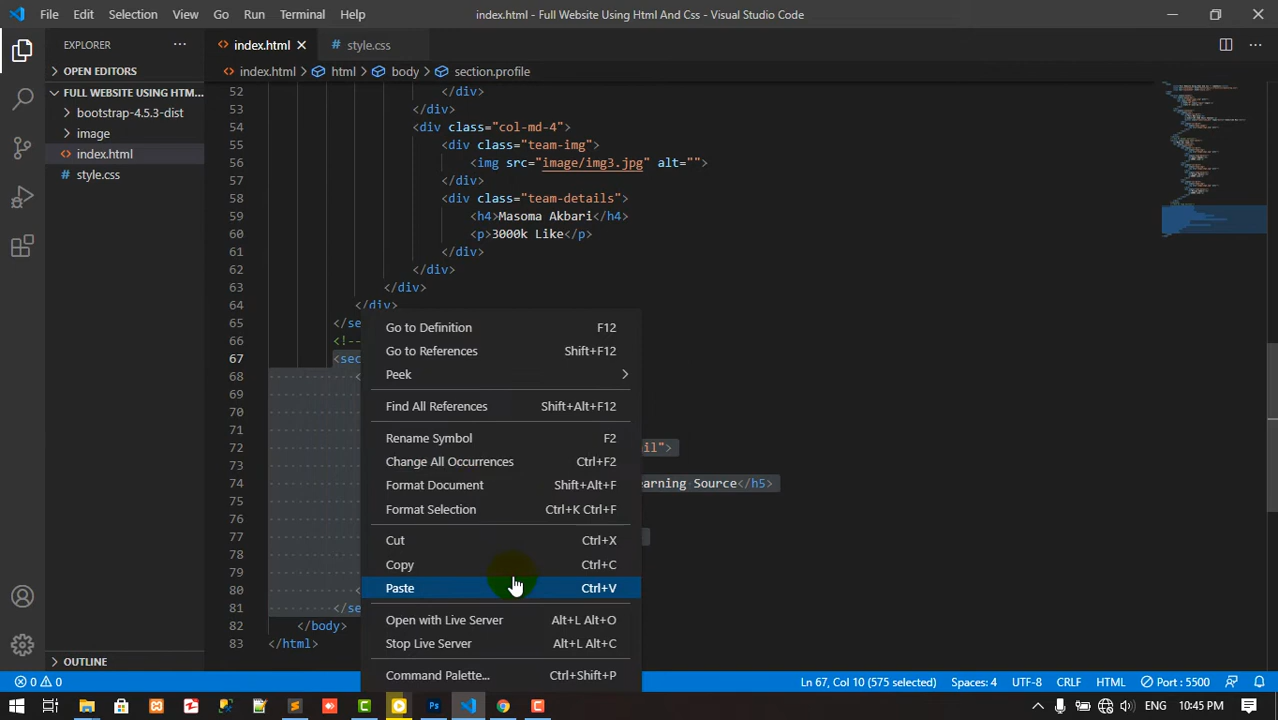 File Edit Selection View Go Run Terminal Help
index.html - Full Website Using Html And Css - Visual Studio Code
EXPLORER
OPEN EDITORS
FULL WEBSITE USING HTM...
bootstrap-4.5.3-dist
image
index.html
style.css
OUTLINE
index.html style.css
index.html html body section.profile
52 </div>
53 </div>
54 <div class="col-md-4">
55 <div class="team-img">
56 <img src="image/img3.jpg" alt="">
57 </div>
58 <div class="team-details">
59 <h4>Masoma Akbari</h4>
60 <p>3000k Like</p>
61 </div>
62 </div>
63 </div>
64 </div>
65 </se
66 <!--
67 <sec
68 <
69
70
71
72 il">
73
74 earning Source</h5>
75
76
77
78
79
80 <
81 </se
82 </body>
83 </html>
Go to Definition F12
Go to References Shift+F12
Peek
Find All References Shift+Alt+F12
Rename Symbol F2
Change All Occurrences Ctrl+F2
Format Document Shift+Alt+F
Format Selection Ctrl+K Ctrl+F
Cut Ctrl+X
Copy Ctrl+C
Paste Ctrl+V
Open with Live Server Alt+L Alt+O
Stop Live Server Alt+L Alt+C
Command Palette... Ctrl+Shift+P
0 0 Ln 67, Col 10 (575 selected) Spaces: 4 UTF-8 CRLF HTML Port : 5500
ENG 10:45 PM